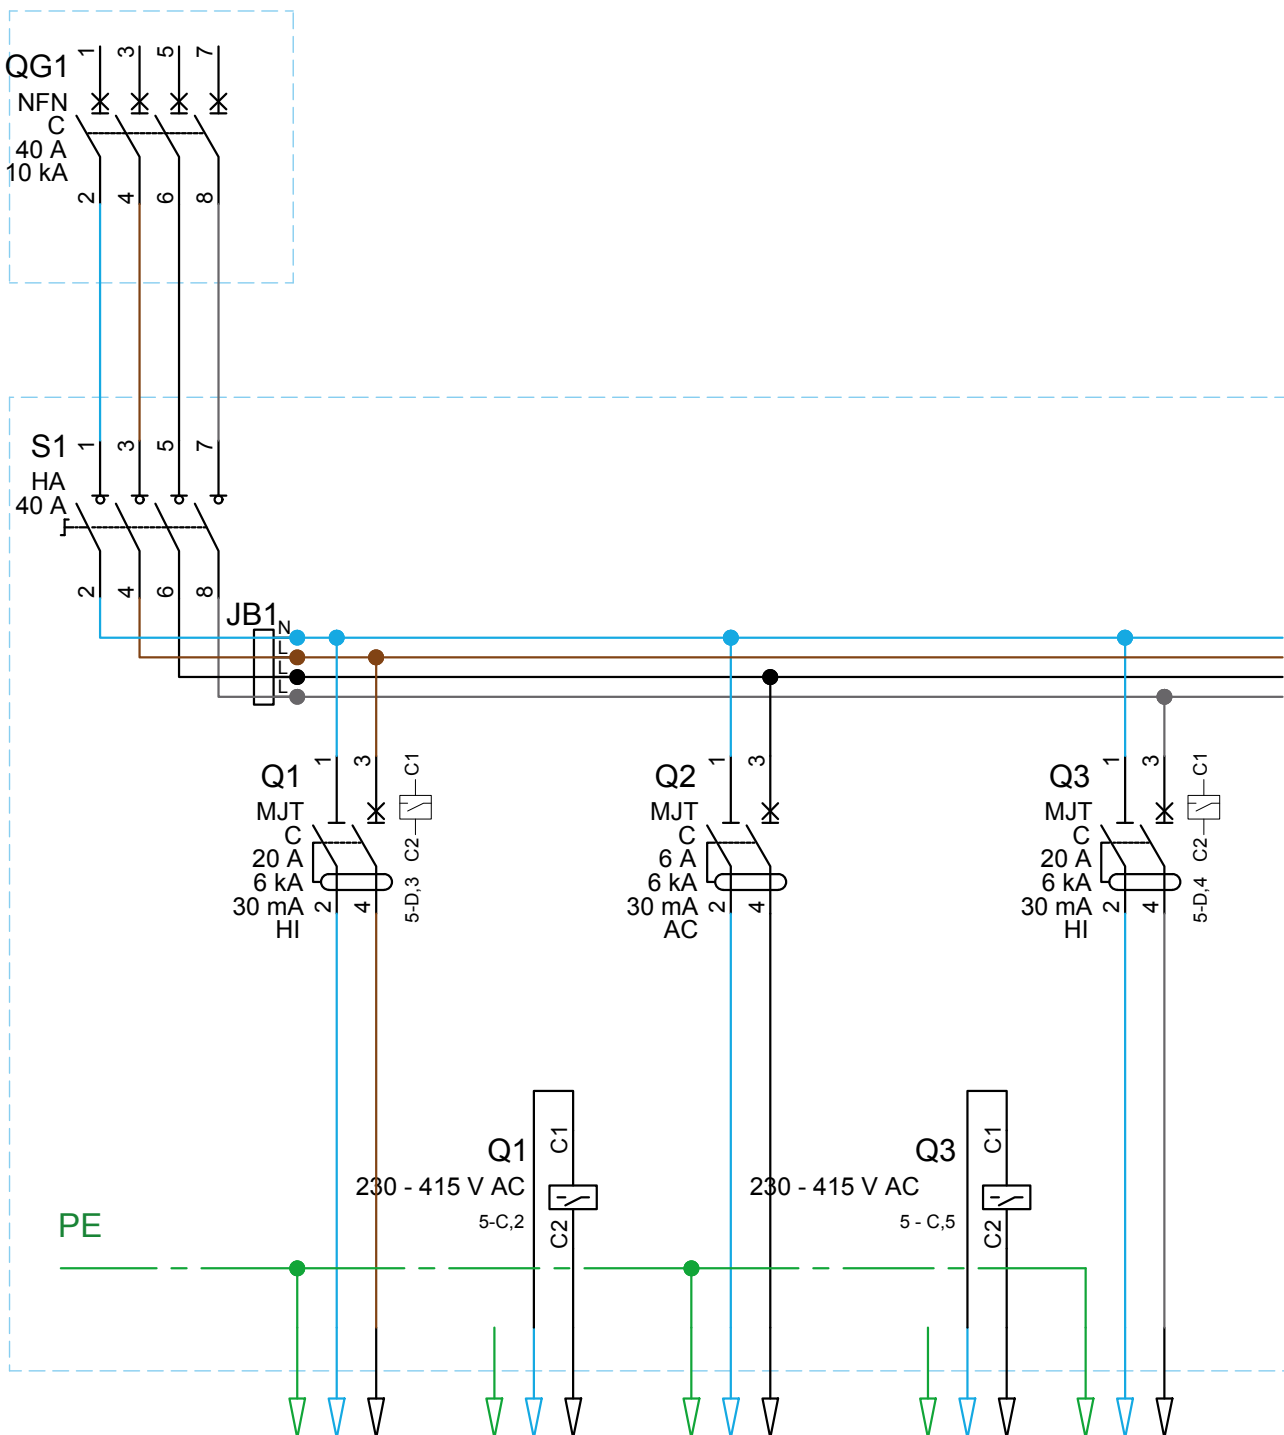 1 3 5 7
QG1
NFN
C
40 A
10 kA
2 4 6 8
S1
1 3 5 7
HA
40 A
2 4 6 8
JB1
N
L
L
L
Q1
1 3
MJT
C
20 A
6 kA
30 mA
HI
2 4
C1
C2
5-D,3
Q2
1 3
MJT
C
6 A
6 kA
30 mA
AC
2 4
Q3
1 3
MJT
C
20 A
6 kA
30 mA
HI
2 4
C1
C2
5-D,4
Q1
C1
230 - 415 V AC
5-C,2
C2
Q3
C1
230 - 415 V AC
5 - C,5
C2
PE